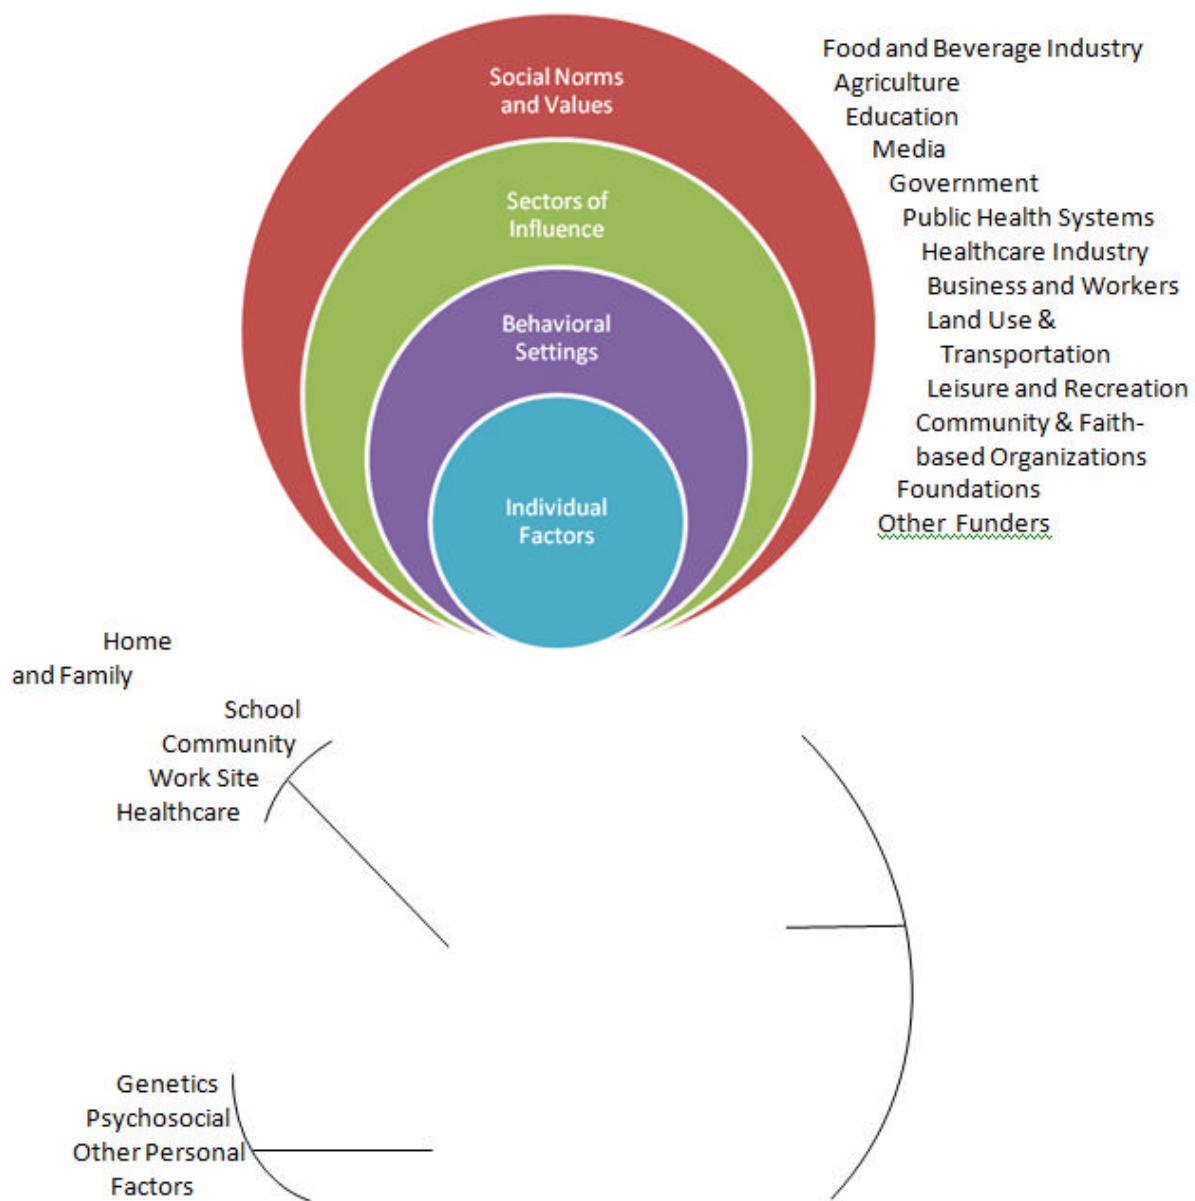 Social Norms
and Values
Sectors of
Influence
Behavioral
Settings
Individual
Factors
Food and Beverage Industry
Agriculture
Education
Media
Government
Public Health Systems
Healthcare Industry
Business and Workers
Land Use &
Transportation
Leisure and Recreation
Community & Faith-
based Organizations
Foundations
Other Funders
Home
and Family
School
Community
Work Site
Healthcare
Genetics
Psychosocial
Other Personal
Factors